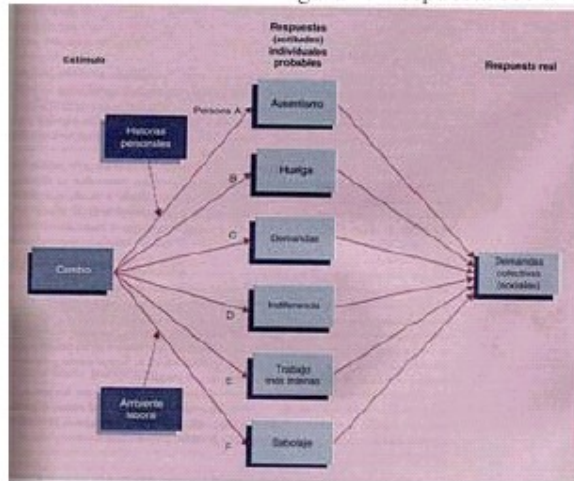 Estímulo
Respuestas
(actitudes)
individuales
probables
Respuesta real
Historias
personales
Cambio
Ambiente
laboral
Persona A
Ausentismo
B
Huelga
C
Demandas
D
Indiferencia
E
Trabajo
más intenso
F
Sabotaje
Demandas
colectivas
(sociales)